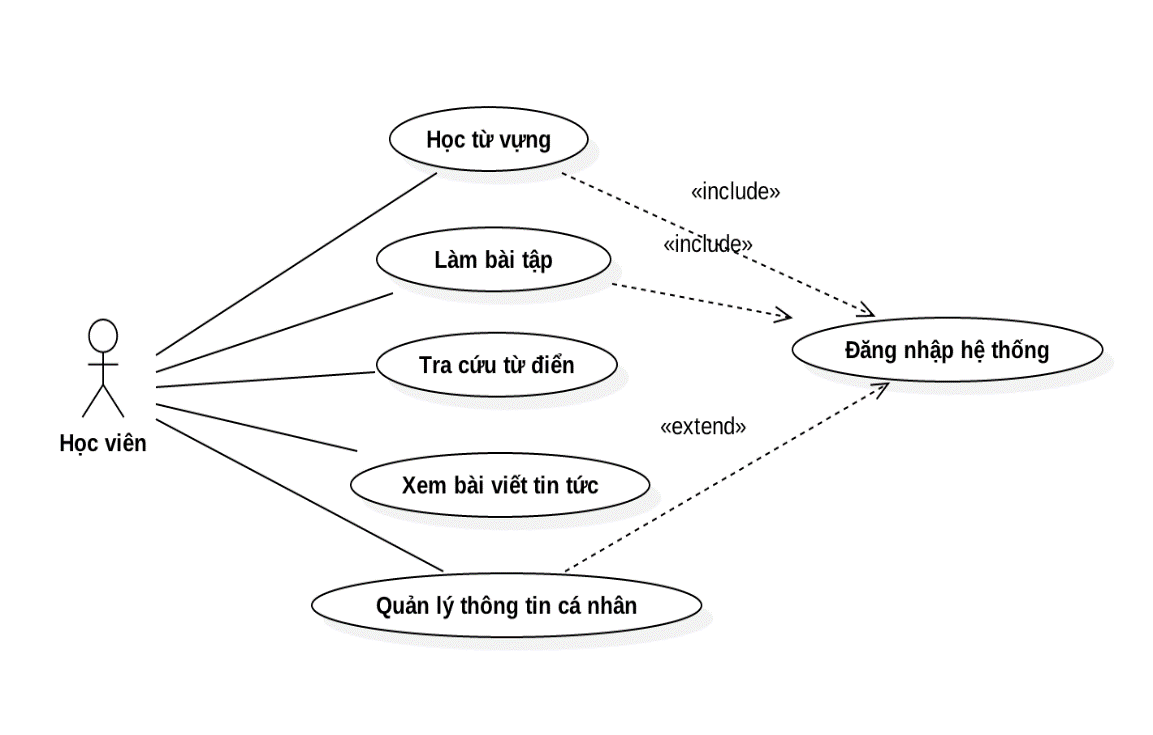 Học từ vựng
«include»
«include»
Làm bài tập
Đăng nhập hệ thống
Tra cứu từ điển
«extend»
Học viên
Xem bài viết tin tức
Quản lý thông tin cá nhân